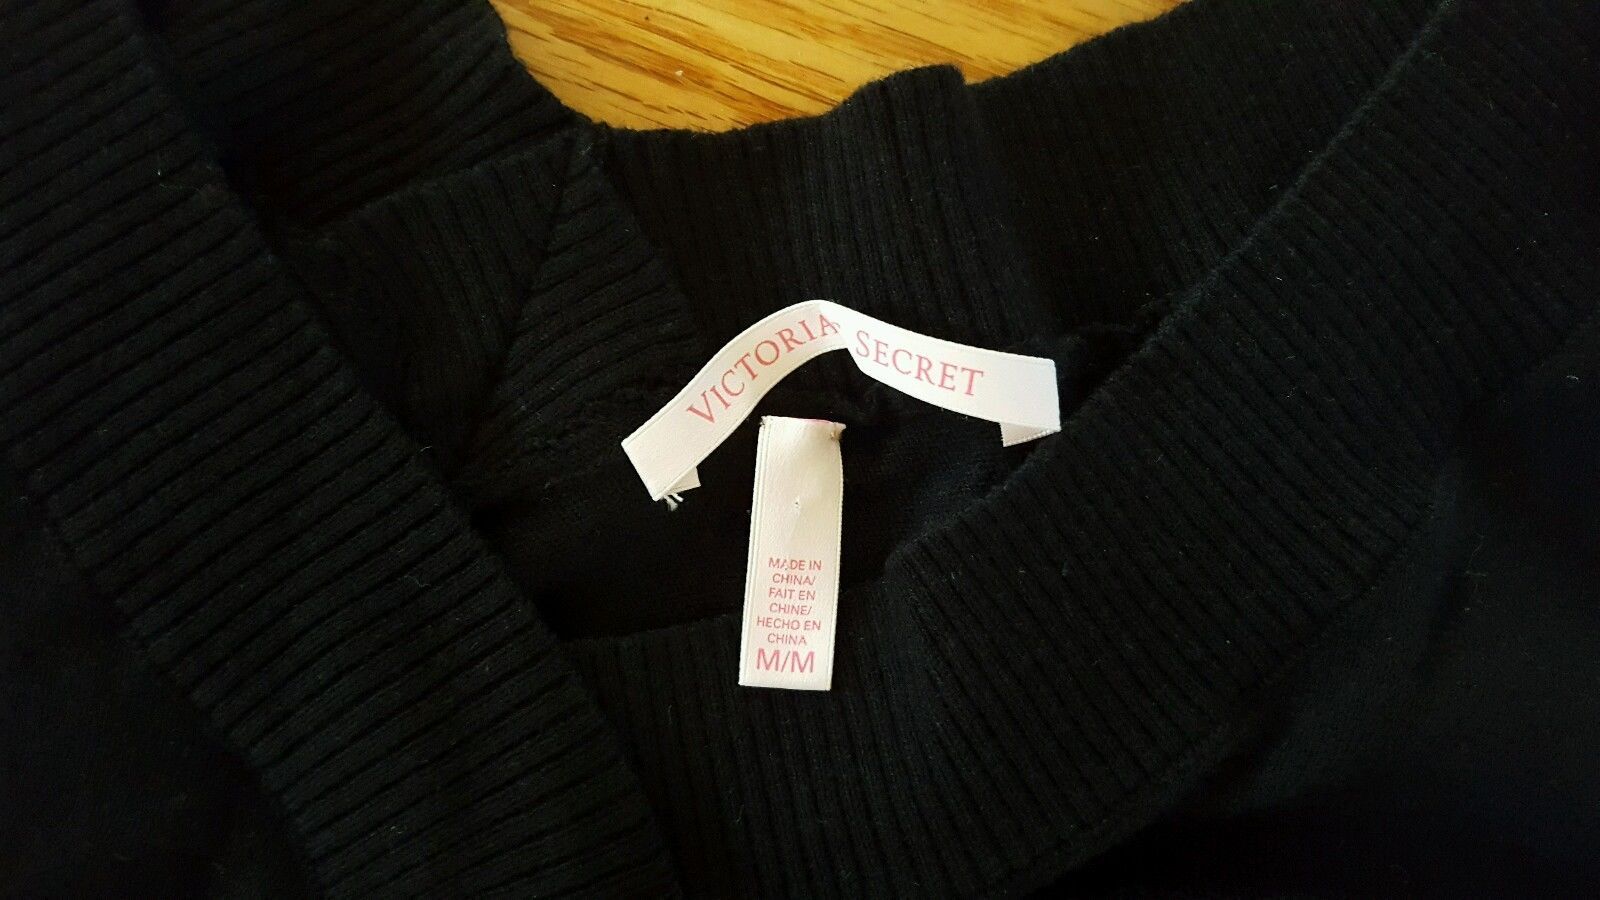 VICTORIA SECRET
MADE IN
CHINA/
FAIT EN
CHINE/
HECHO EN
CHINA
M/M